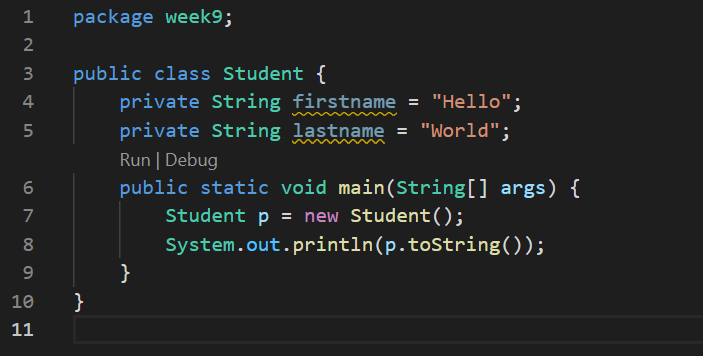 1 package week9;
2
3 public class Student {
4     private String firstname = "Hello";
5     private String lastname = "World";
Run | Debug
6     public static void main(String[] args) {
7         Student p = new Student();
8         System.out.println(p.toString());
9     }
10 }
11